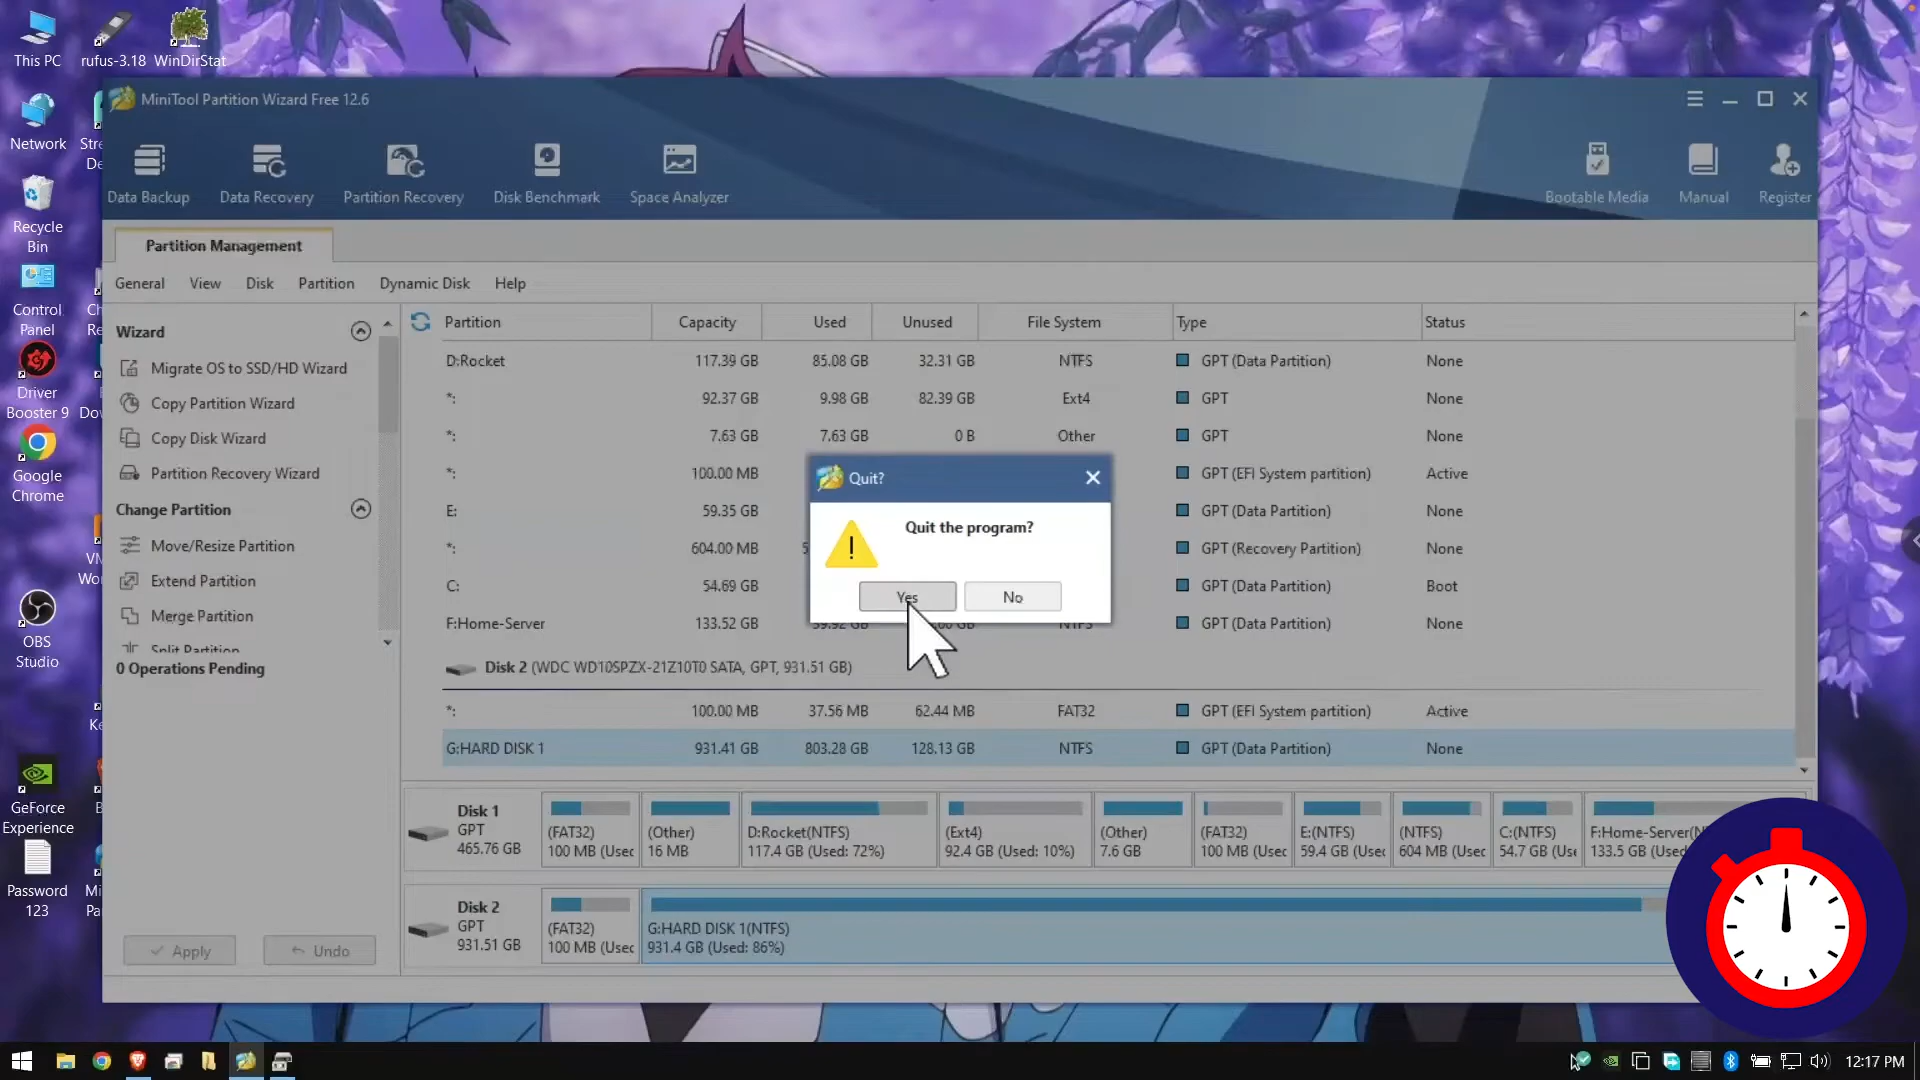 This PC
rufus-3.18
WinDirStat
Network
Recycle
Bin
Control
Panel
Driver
Booster 9
Google
Chrome
OBS
Studio
GeForce
Experience
Password
123
MiniTool Partition Wizard Free 12.6
Data Backup
Data Recovery
Partition Recovery
Disk Benchmark
Space Analyzer
Bootable Media
Manual
Register
Partition Management
General View Disk Partition Dynamic Disk Help
Wizard
Migrate OS to SSD/HD Wizard
Copy Partition Wizard
Copy Disk Wizard
Partition Recovery Wizard
Change Partition
Move/Resize Partition
Extend Partition
Merge Partition
Split Partition
0 Operations Pending
Apply
Undo
Partition Capacity Used Unused File System Type Status
D:Rocket 117.39 GB 85.08 GB 32.31 GB NTFS GPT (Data Partition) None
*: 92.37 GB 9.98 GB 82.39 GB Ext4 GPT None
*: 7.63 GB 7.63 GB 0 B Other GPT None
*: 100.00 MB GPT (EFI System partition) Active
E: 59.35 GB GPT (Data Partition) None
*: 604.00 MB GPT (Recovery Partition) None
C: 54.69 GB GPT (Data Partition) Boot
F:Home-Server 133.52 GB GPT (Data Partition) None
Disk 2 (WDC WD10SPZX-21Z10T0 SATA, GPT, 931.51 GB)
*: 100.00 MB 37.56 MB 62.44 MB FAT32 GPT (EFI System partition) Active
G:HARD DISK 1 931.41 GB 803.28 GB 128.13 GB NTFS GPT (Data Partition) None
Quit?
Quit the program?
Yes
No
Disk 1
GPT
465.76 GB
(FAT32)
100 MB (Usec
(Other)
16 MB
D:Rocket(NTFS)
117.4 GB (Used: 72%)
(Ext4)
92.4 GB (Used: 10%)
(Other)
7.6 GB
(FAT32)
100 MB (Usec
E:(NTFS)
59.4 GB (Usec
(NTFS)
604 MB (Usec
C:(NTFS)
54.7 GB (Use
F:Home-Server(N
133.5 GB (Used
Disk 2
GPT
931.51 GB
(FAT32)
100 MB (Usec
G:HARD DISK 1(NTFS)
931.4 GB (Used: 86%)
12:17 PM